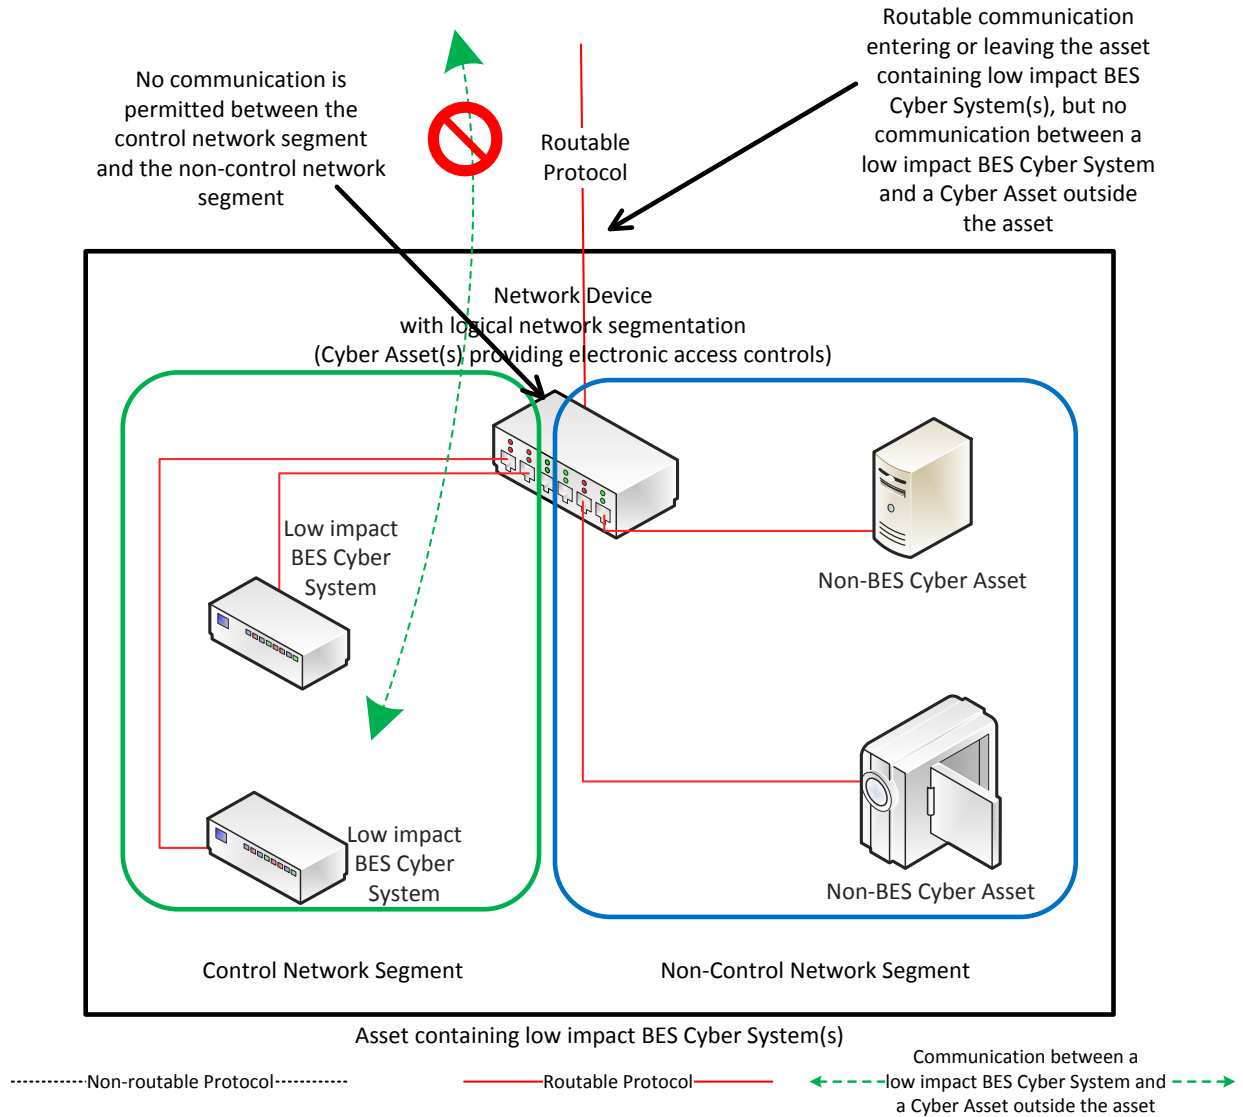 No communication is
permitted between the
control network segment
and the non-control network
segment
Routable
Protocol
Routable communication
entering or leaving the asset
containing low impact BES
Cyber System(s), but no
communication between a
low impact BES Cyber System
and a Cyber Asset outside
the asset
Network Device
with logical network segmentation
(Cyber Asset(s) providing electronic access controls)
Low impact
BES Cyber
System
Low impact
BES Cyber
System
Non-BES Cyber Asset
Non-BES Cyber Asset
Control Network Segment
Non-Control Network Segment
Asset containing low impact BES Cyber System(s)
Non-routable Protocol
Routable Protocol
Communication between a
low impact BES Cyber System and
a Cyber Asset outside the asset